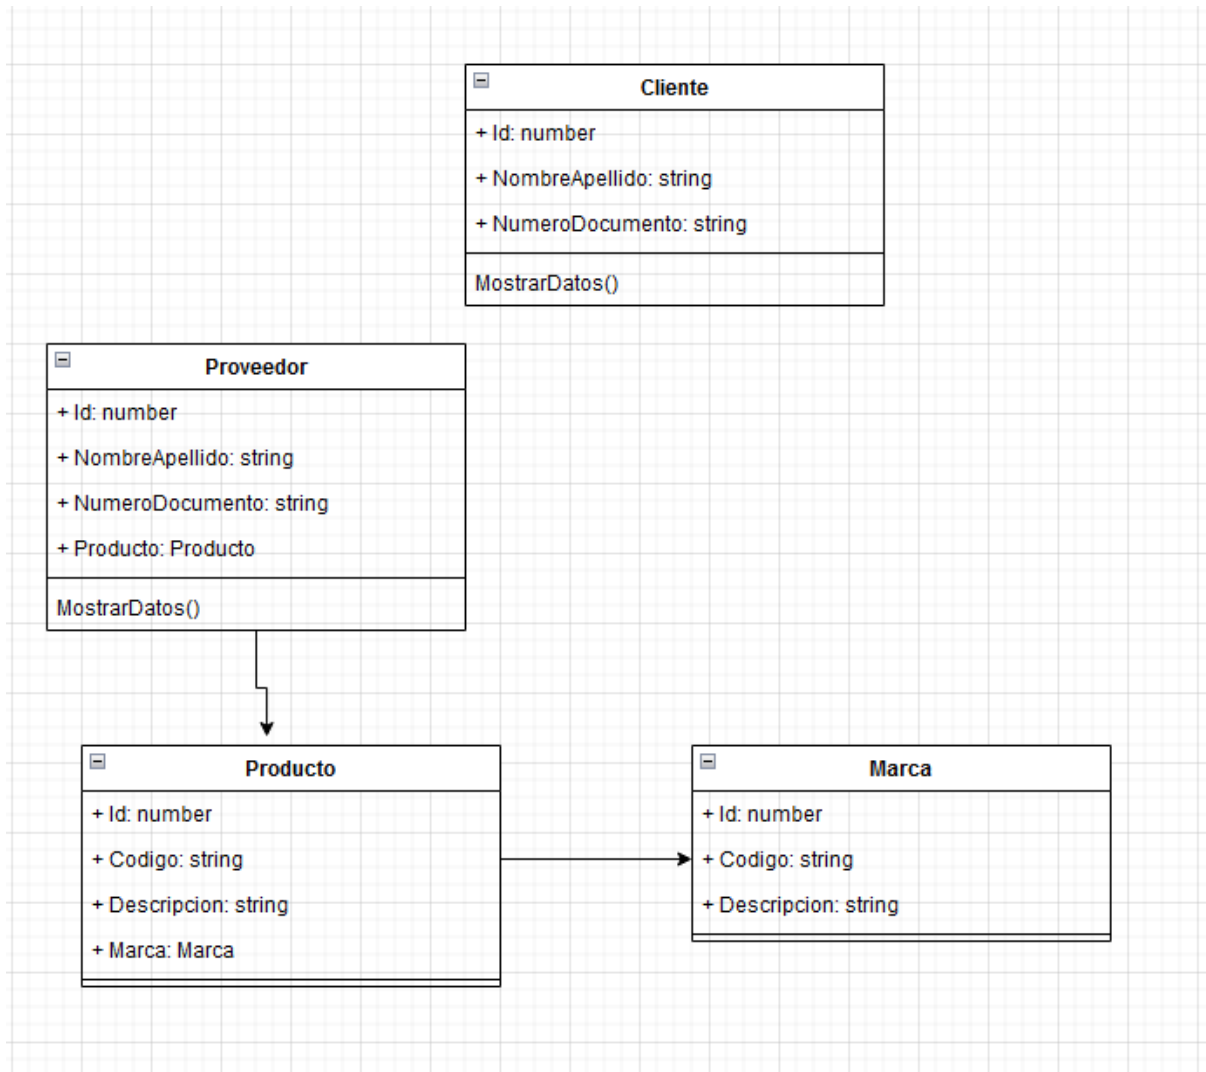 Cliente
+ Id: number
+ NombreApellido: string
+ NumeroDocumento: string
MostrarDatos()
Proveedor
+ Id: number
+ NombreApellido: string
+ NumeroDocumento: string
+ Producto: Producto
MostrarDatos()
Producto
+ Id: number
+ Codigo: string
+ Descripcion: string
+ Marca: Marca
Marca
+ Id: number
+ Codigo: string
+ Descripcion: string